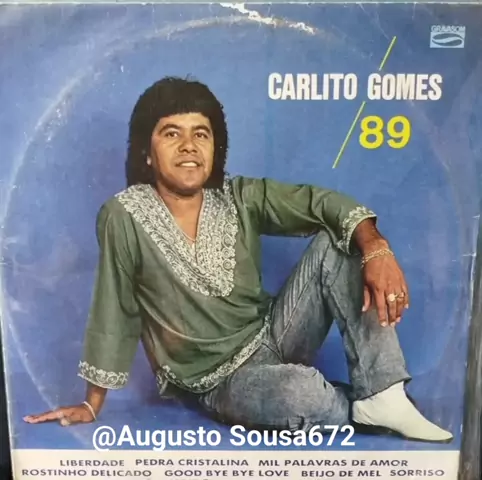 GRAVASOM
CARLITO GOMES
/89
@Augusto Sousa672
LIBERDADE PEDRA CRISTALINA MIL PALAVRAS DE AMOR
ROSTINHO DELICADO GOOD BYE BYE LOVE BEIJO DE MEL SORRISO